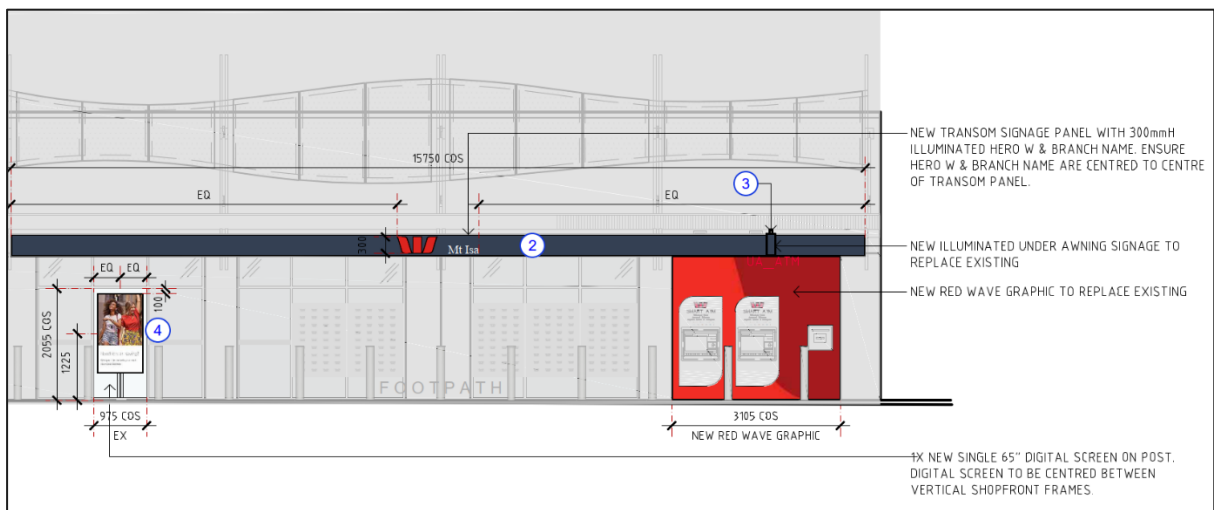 NEW TRANSOM SIGNAGE PANEL WITH 300mmH
ILLUMINATED HERO W & BRANCH NAME. ENSURE
HERO W & BRANCH NAME ARE CENTRED TO CENTRE
OF TRANSOM PANEL.
15750 COS
3
EQ
EQ
300
Mt Isa
2
NEW ILLUMINATED UNDER AWNING SIGNAGE TO
REPLACE EXISTING
EQ
EQ
NEW RED WAVE GRAPHIC TO REPLACE EXISTING
100
4
2055 COS
1225
FOOTPATH
975 COS
EX
3105 COS
NEW RED WAVE GRAPHIC
1X NEW SINGLE 65" DIGITAL SCREEN ON POST.
DIGITAL SCREEN TO BE CENTRED BETWEEN
VERTICAL SHOPFRONT FRAMES.